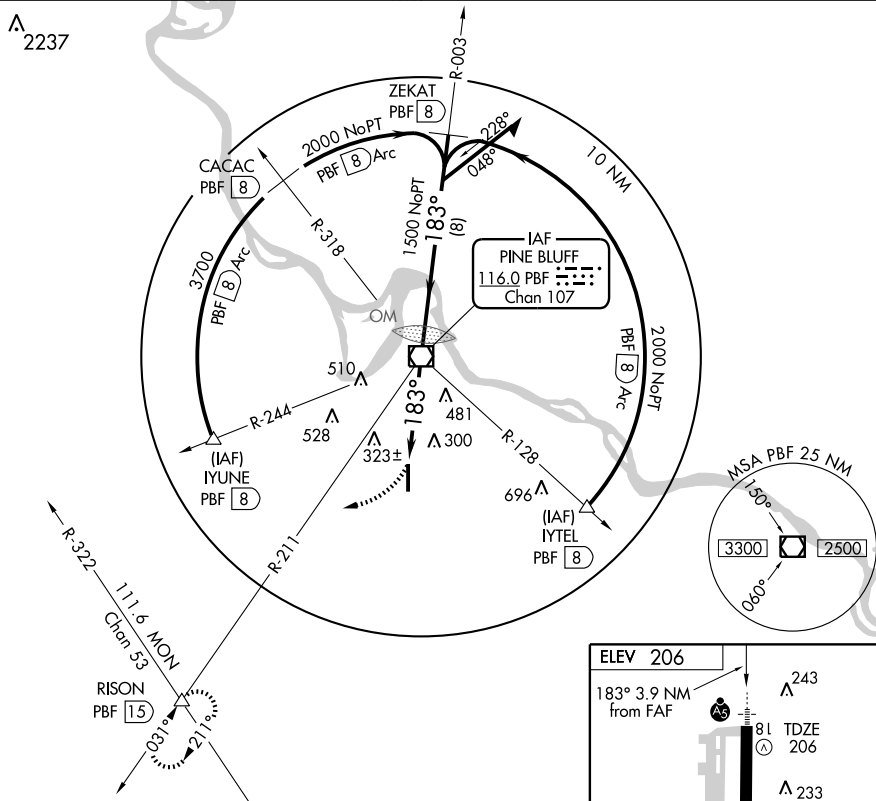 2237
R-003
ZEKAT
PBF 8
2000 NoPT
PBF 8 Arc
228°
048°
10 NM
CACAC
PBF 8
R-318
1500 NoPT
183°
(8)
3700
PBF 8 Arc
IAF
PINE BLUFF
116.0 PBF
Chan 107
OM
2000 NoPT
PBF 8 Arc
510
R-244
528
323±
183°
481
300
R-128
696
(IAF)
IYUNE
PBF 8
(IAF)
IYTEL
PBF 8
R-211
MSA PBF 25 NM
150°
3300
2500
060°
R-322
111.6 MON
Chan 53
RISON
PBF 15
031°
211°
ELEV 206
183° 3.9 NM
from FAF
243
A5
18
TDZE
206
V
233